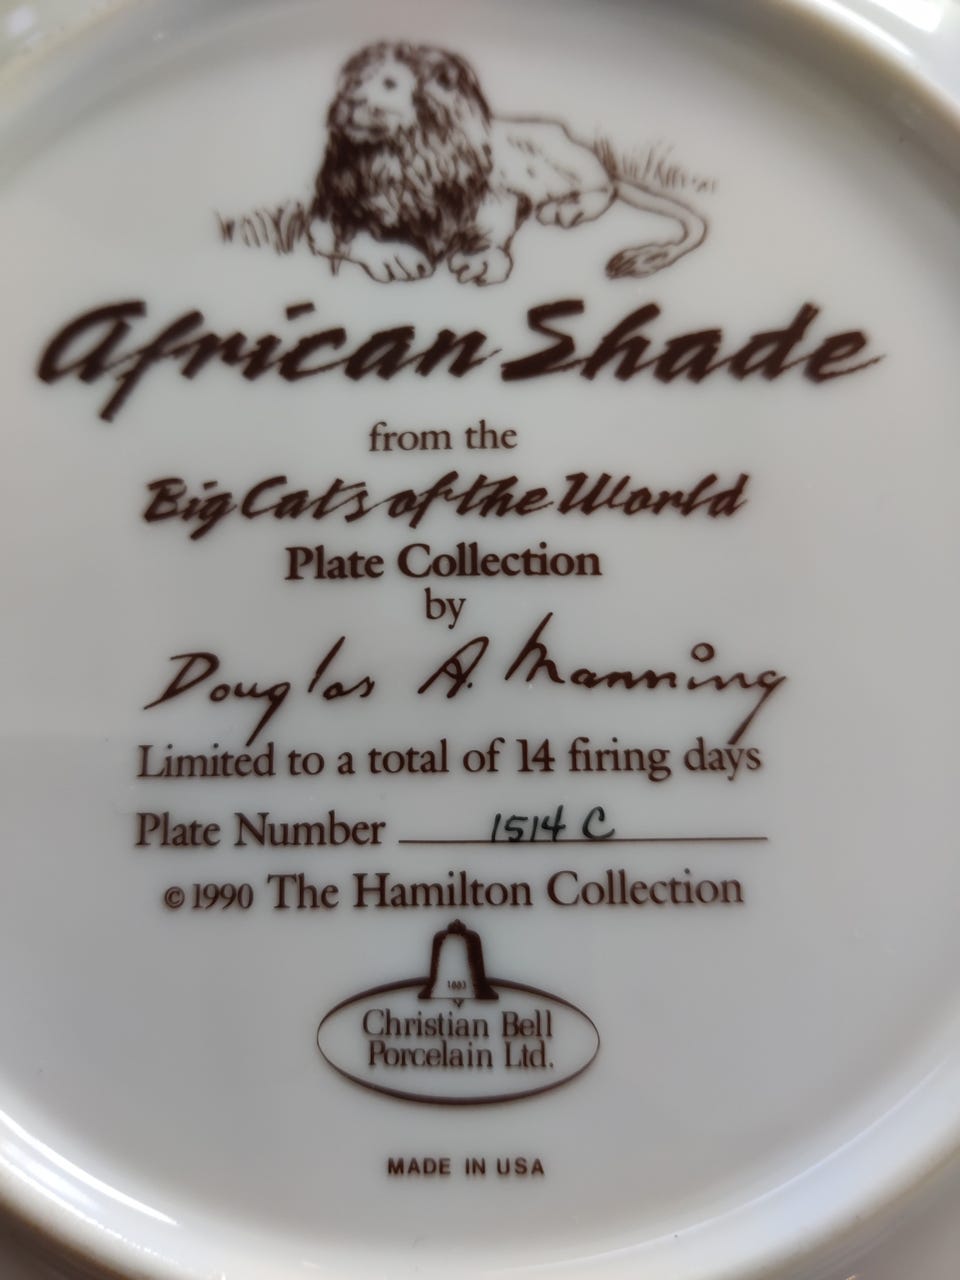 African Shade
from the
Big Cats of the World
Plate Collection
by
Douglas A. Manning
Limited to a total of 14 firing days
Plate Number 1514 C
© 1990 The Hamilton Collection
Christian Bell
Porcelain Ltd.
MADE IN USA